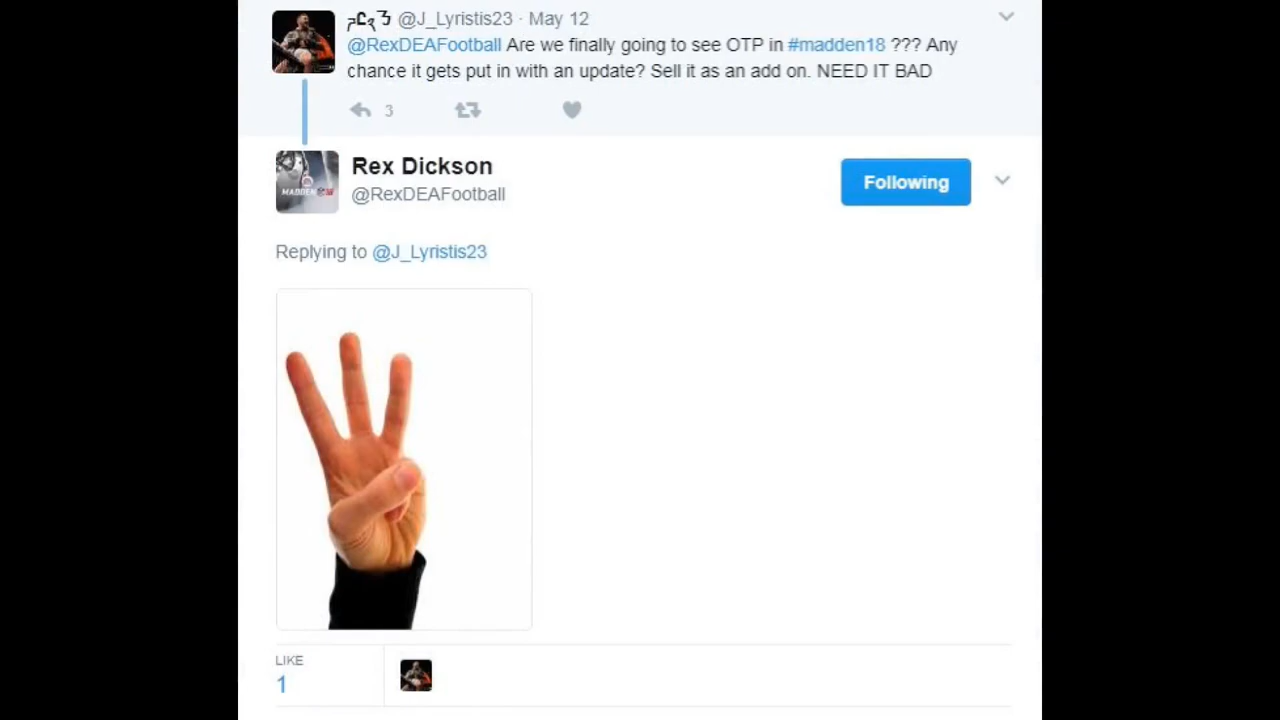 @J_Lyristis23 · May 12
@RexDEAFootball Are we finally going to see OTP in #madden18 ??? Any
chance it gets put in with an update? Sell it as an add on. NEED IT BAD
3
Rex Dickson
@RexDEAFootball
Following
MADDEN 18
Replying to @J_Lyristis23
LIKE
1